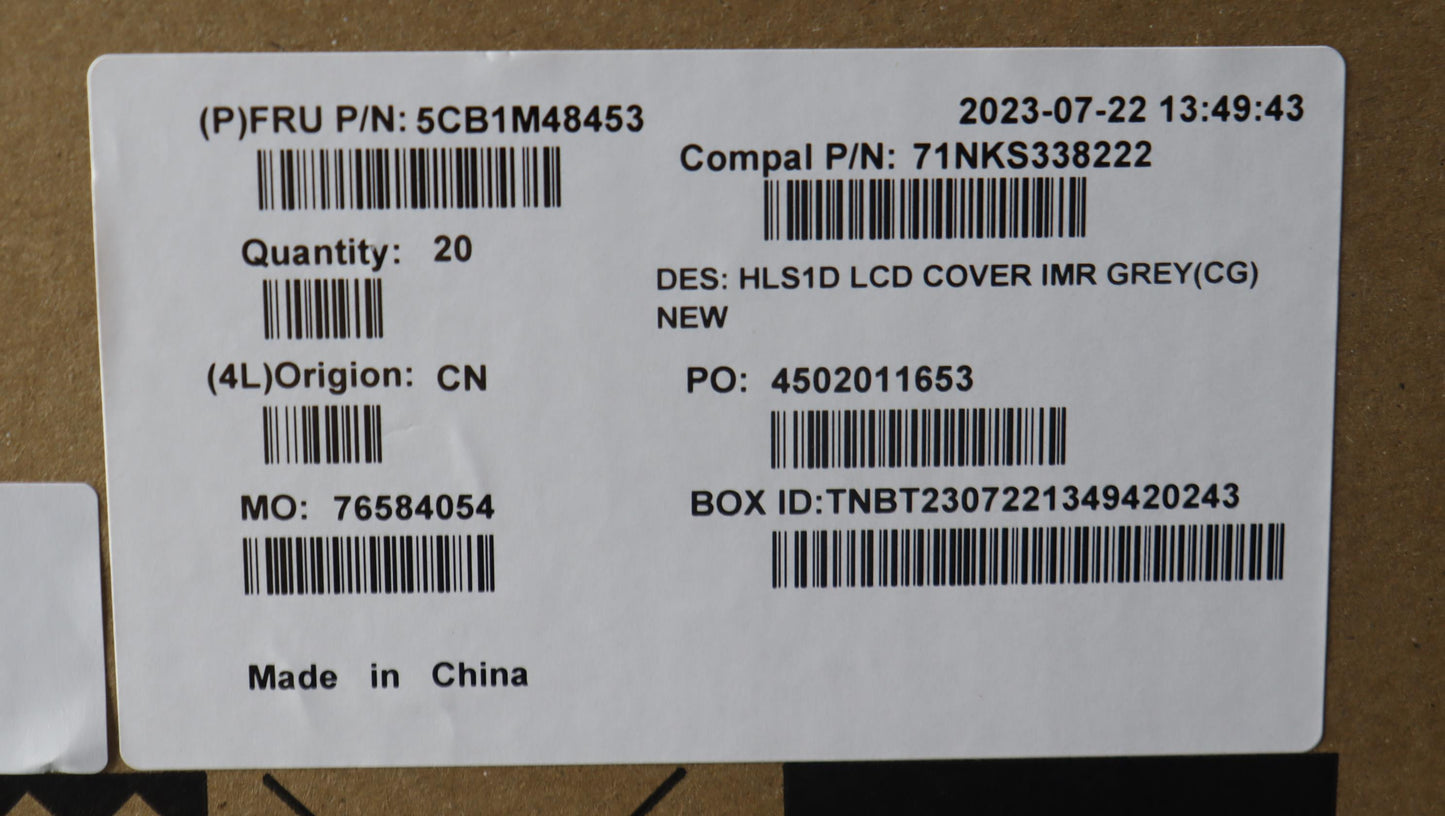 (P)FRU P/N: 5CB1M48453
2023-07-22 13:49:43
Compal P/N: 71NKS338222
Quantity: 20
DES: HLS1D LCD COVER IMR GREY(CG)
NEW
(4L)Origion: CN
PO: 4502011653
MO: 76584054
BOX ID:TNBT2307221349420243
Made in China